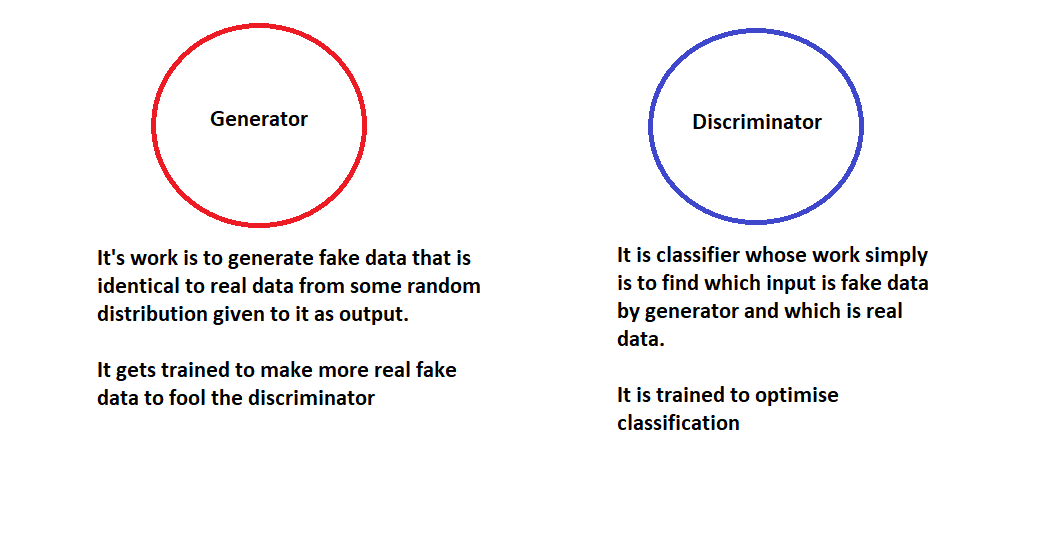 Generator
It's work is to generate fake data that is
identical to real data from some random
distribution given to it as output.
It gets trained to make more real fake
data to fool the discriminator
Discriminator
It is classifier whose work simply
is to find which input is fake data
by generator and which is real
data.
It is trained to optimise
classification